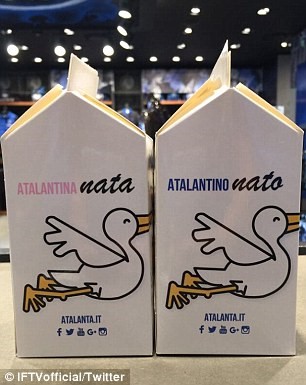 ATALANTINA nata
ATALANTA.IT
ATALANTINO nato
ATALANTA.IT
© IFTVofficial/Twitter